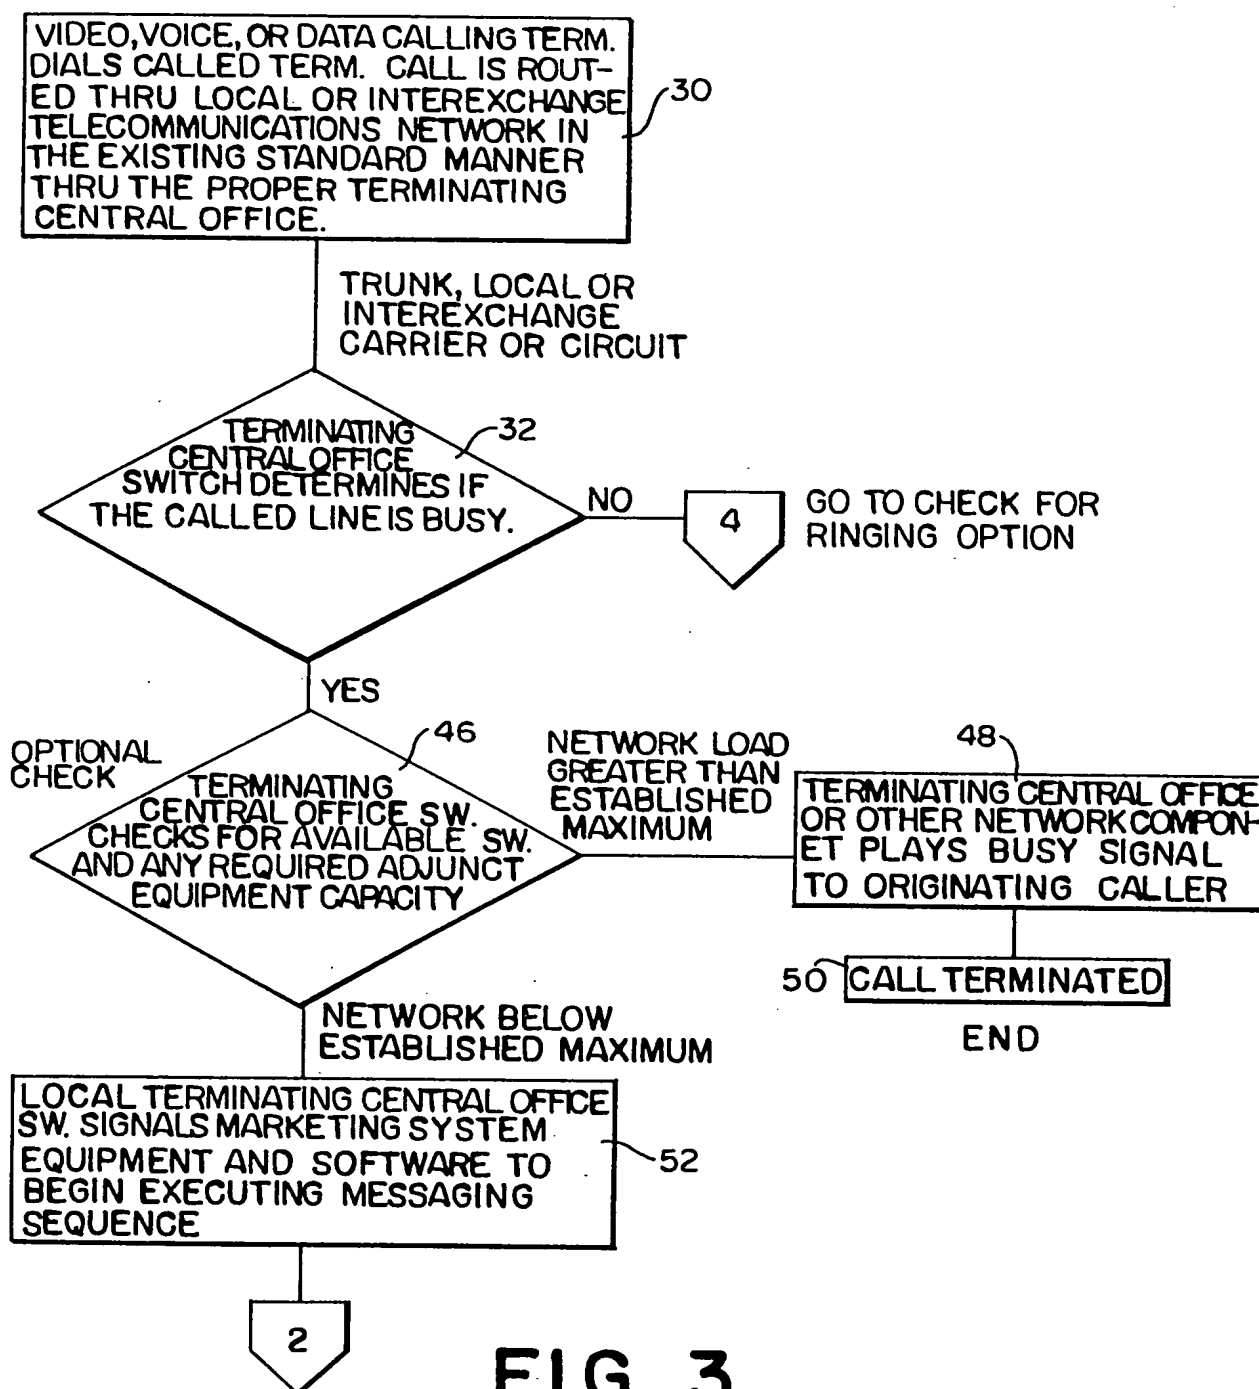 VIDEO, VOICE, OR DATA CALLING TERM.
DIALS CALLED TERM. CALL IS ROUT-
ED THRU LOCAL OR INTEREXCHANGE
TELECOMMUNICATIONS NETWORK IN
THE EXISTING STANDARD MANNER
THRU THE PROPER TERMINATING
CENTRAL OFFICE.
30
TRUNK, LOCAL OR
INTEREXCHANGE
CARRIER OR CIRCUIT
TERMINATING
CENTRAL OFFICE
SWITCH DETERMINES IF
THE CALLED LINE IS BUSY.
32
NO
4
GO TO CHECK FOR
RINGING OPTION
YES
OPTIONAL
CHECK
46
TERMINATING
CENTRAL OFFICE SW.
CHECKS FOR AVAILABLE SW.
AND ANY REQUIRED ADJUNCT
EQUIPMENT CAPACITY
NETWORK LOAD
GREATER THAN
ESTABLISHED
MAXIMUM
48
TERMINATING CENTRAL OFFICE
OR OTHER NETWORK COMPON-
ET PLAYS BUSY SIGNAL
TO ORIGINATING CALLER
50
CALL TERMINATED
END
NETWORK BELOW
ESTABLISHED MAXIMUM
LOCAL TERMINATING CENTRAL OFFICE
SW. SIGNALS MARKETING SYSTEM
EQUIPMENT AND SOFTWARE TO
BEGIN EXECUTING MESSAGING
SEQUENCE
52
2
FIG. 3